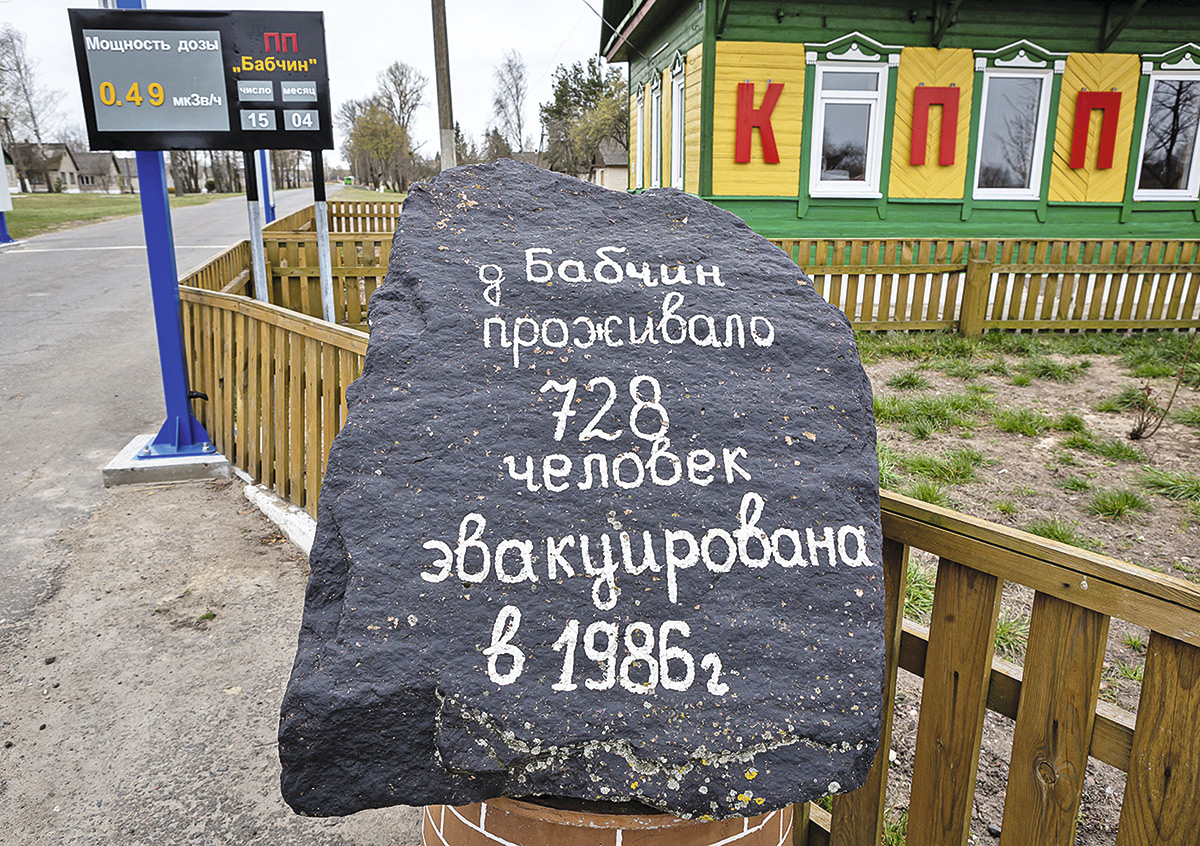 Мощность дозы
0.49 мкЗв/ч
ПП
„Бабчин"
число месяц
15 04
КПП
д Бабчин
проживало
728
человек
эвакуирована
в 1986г